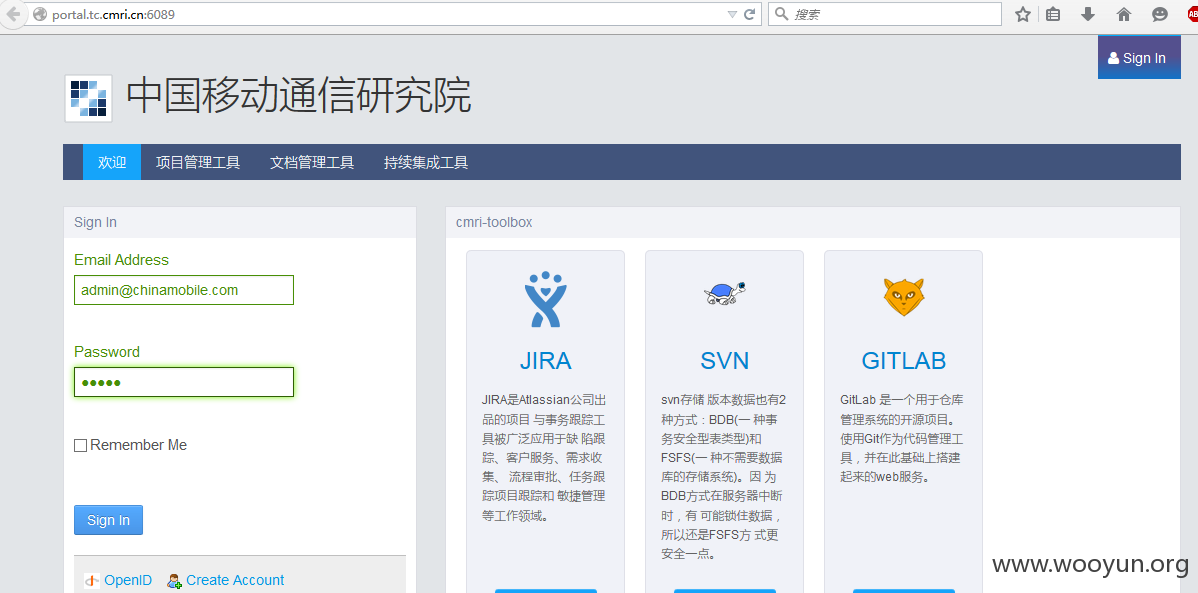 portal.tc.cmri.cn:6089
搜索
Sign In
中国移动通信研究院
欢迎 项目管理工具 文档管理工具 持续集成工具
Sign In
Email Address
admin@chinamobile.com
Password
Remember Me
Sign In
OpenID Create Account
cmri-toolbox
JIRA
JIRA是Atlassian公司出
品的项目 与事务跟踪工
具被广泛应用于缺 陷跟
踪、客户服务、需求收
集、 流程审批、任务跟
踪项目跟踪和 敏捷管理
等工作领域。
SVN
svn存储 版本数据也有2
种方式：BDB(一 种事
务安全型表类型)和
FSFS(一 种不需要数据
库的存储系统)。因 为
BDB方式在服务器中断
时，有 可能锁住数据，
所以还是FSFS方 式更
安全一点。
GITLAB
GitLab 是一个用于仓库
管理系统的开源项目。
使用Git作为代码管理工
具，并在此基础上搭建
起来的web服务。
www.wooyun.org